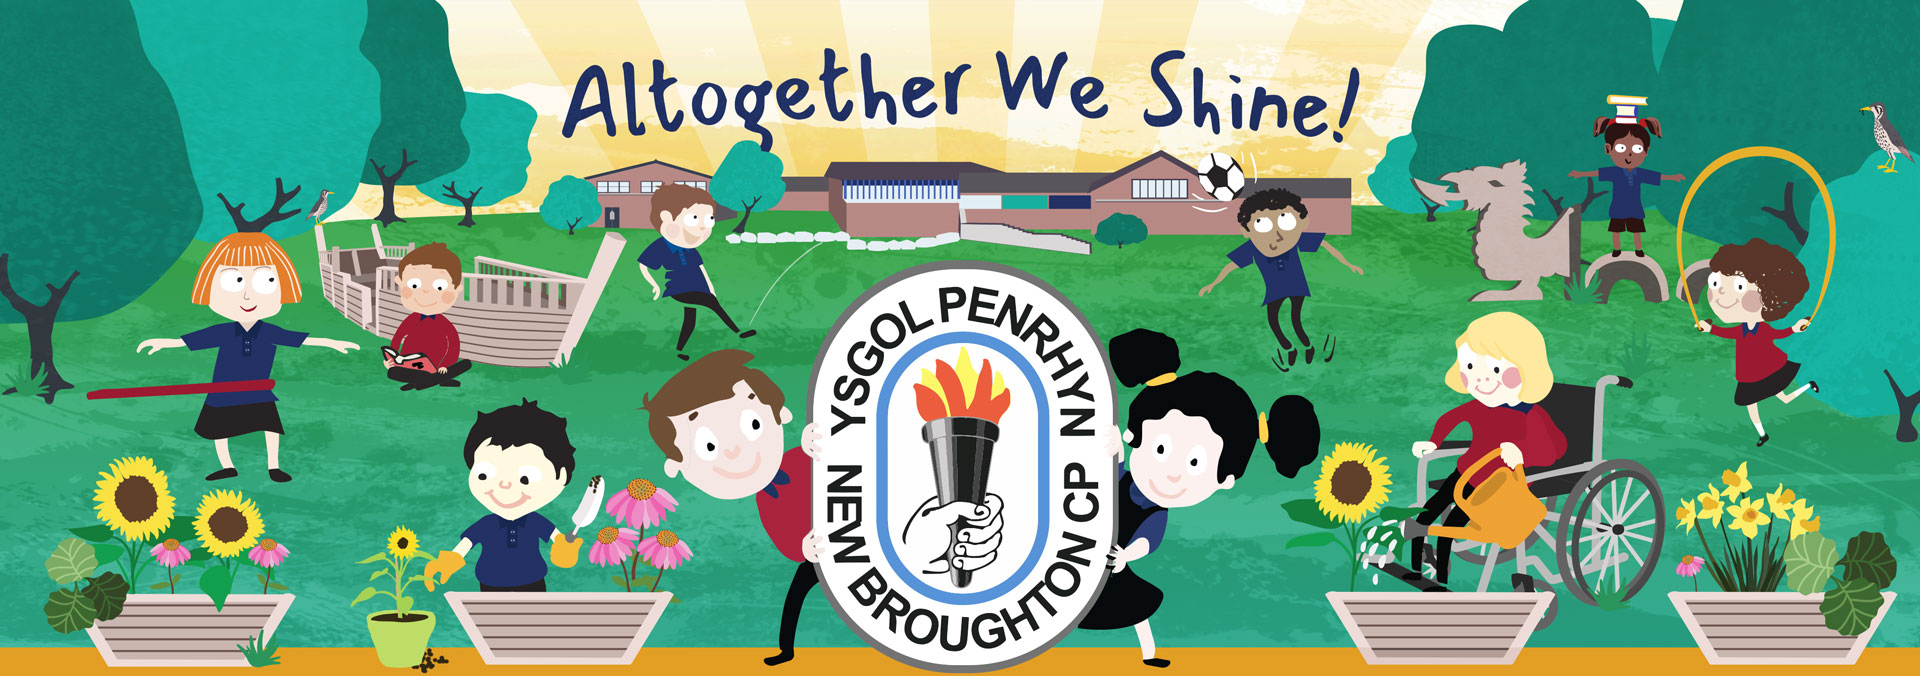 Altogether We Shine!
YSGOL PENRHYN
NEW BROUGHTON CP